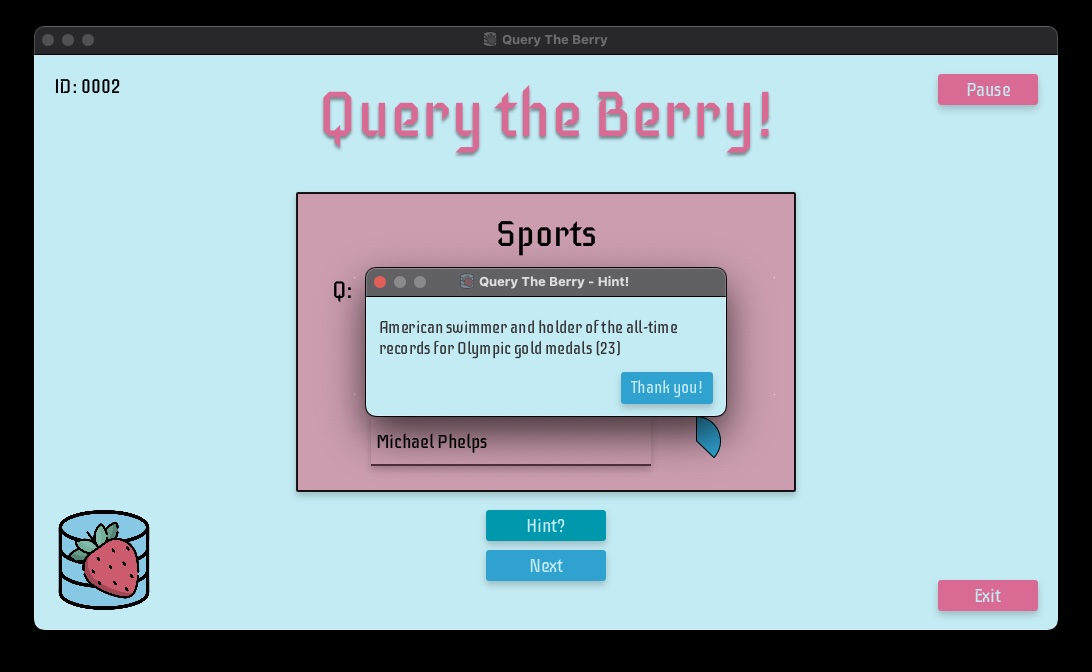 Query The Berry
ID: 0002
Query the Berry!
Pause
Sports
Q:
Query The Berry - Hint!
American swimmer and holder of the all-time
records for Olympic gold medals (23)
Thank you!
Michael Phelps
Hint?
Next
Exit